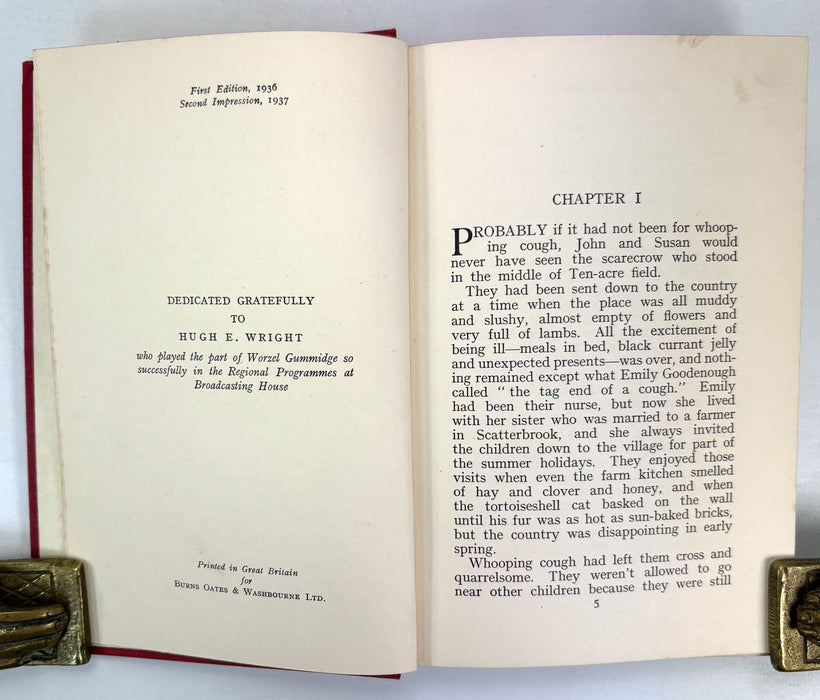 First Edition, 1936
Second Impression, 1937
DEDICATED GRATEFULLY
TO
HUGH E. WRIGHT
who played the part of Worzel Gummidge so
successfully in the Regional Programmes at
Broadcasting House
Printed in Great Britain
for
BURNS OATES & WASHBOURNE LTD.
CHAPTER I
PROBABLY if it had not been for whoop-
ing cough, John and Susan would
never have seen the scarecrow who stood
in the middle of Ten-acre field.
They had been sent down to the country
at a time when the place was all muddy
and slushy, almost empty of flowers and
very full of lambs. All the excitement of
being ill—meals in bed, black currant jelly
and unexpected presents—was over, and noth-
ing remained except what Emily Goodenough
called "the tag end of a cough." Emily
had been their nurse, but now she lived
with her sister who was married to a farmer
in Scatterbrook, and she always invited
the children down to the village for part of
the summer holidays. They enjoyed those
visits when even the farm kitchen smelled
of hay and clover and honey, and when
the tortoiseshell cat basked on the wall
until his fur was as hot as sun-baked bricks,
but the country was disappointing in early
spring.
Whooping cough had left them cross and
quarrelsome. They weren't allowed to go
near other children because they were still
5